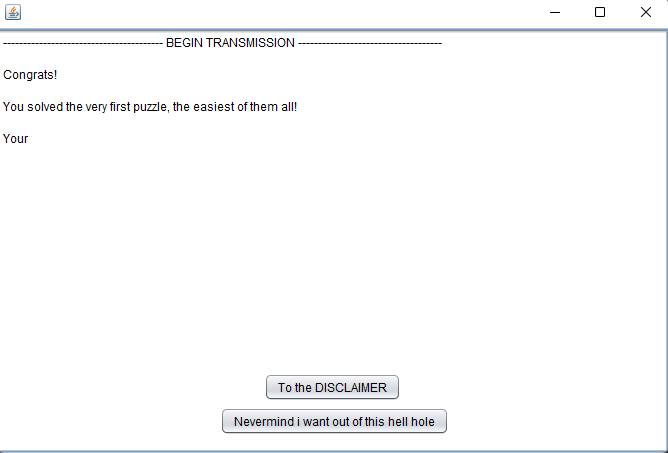 ---------------------------------------- BEGIN TRANSMISSION ------------------------------------
Congrats!
You solved the very first puzzle, the easiest of them all!
Your
To the DISCLAIMER
Nevermind i want out of this hell hole